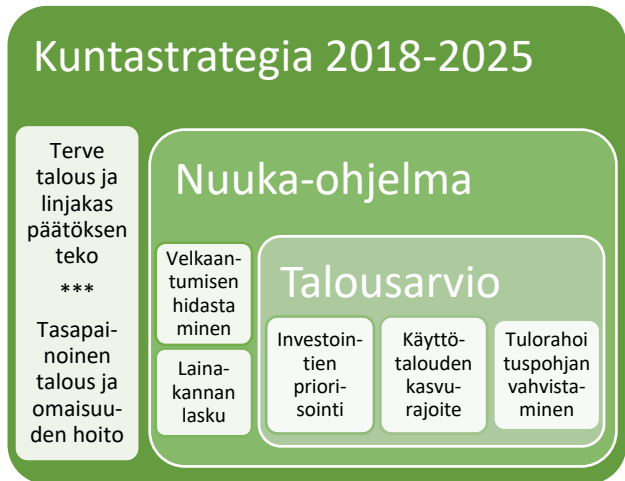 Kuntastrategia 2018-2025
Terve
talous ja
linjakas
päätöksen
teko
***
Tasapai-
noinen
talous ja
omaisuu-
den hoito
Nuuka-ohjelma
Velkaan-
tumisen
hidasta
minen
Laina-
kannan
lasku
Talousarvio
Investoin-
tien
priori-
sointi
Käyttö-
talouden
kasvu-
rajoite
Tulorahoi
tuspohjan
vahvista-
minen